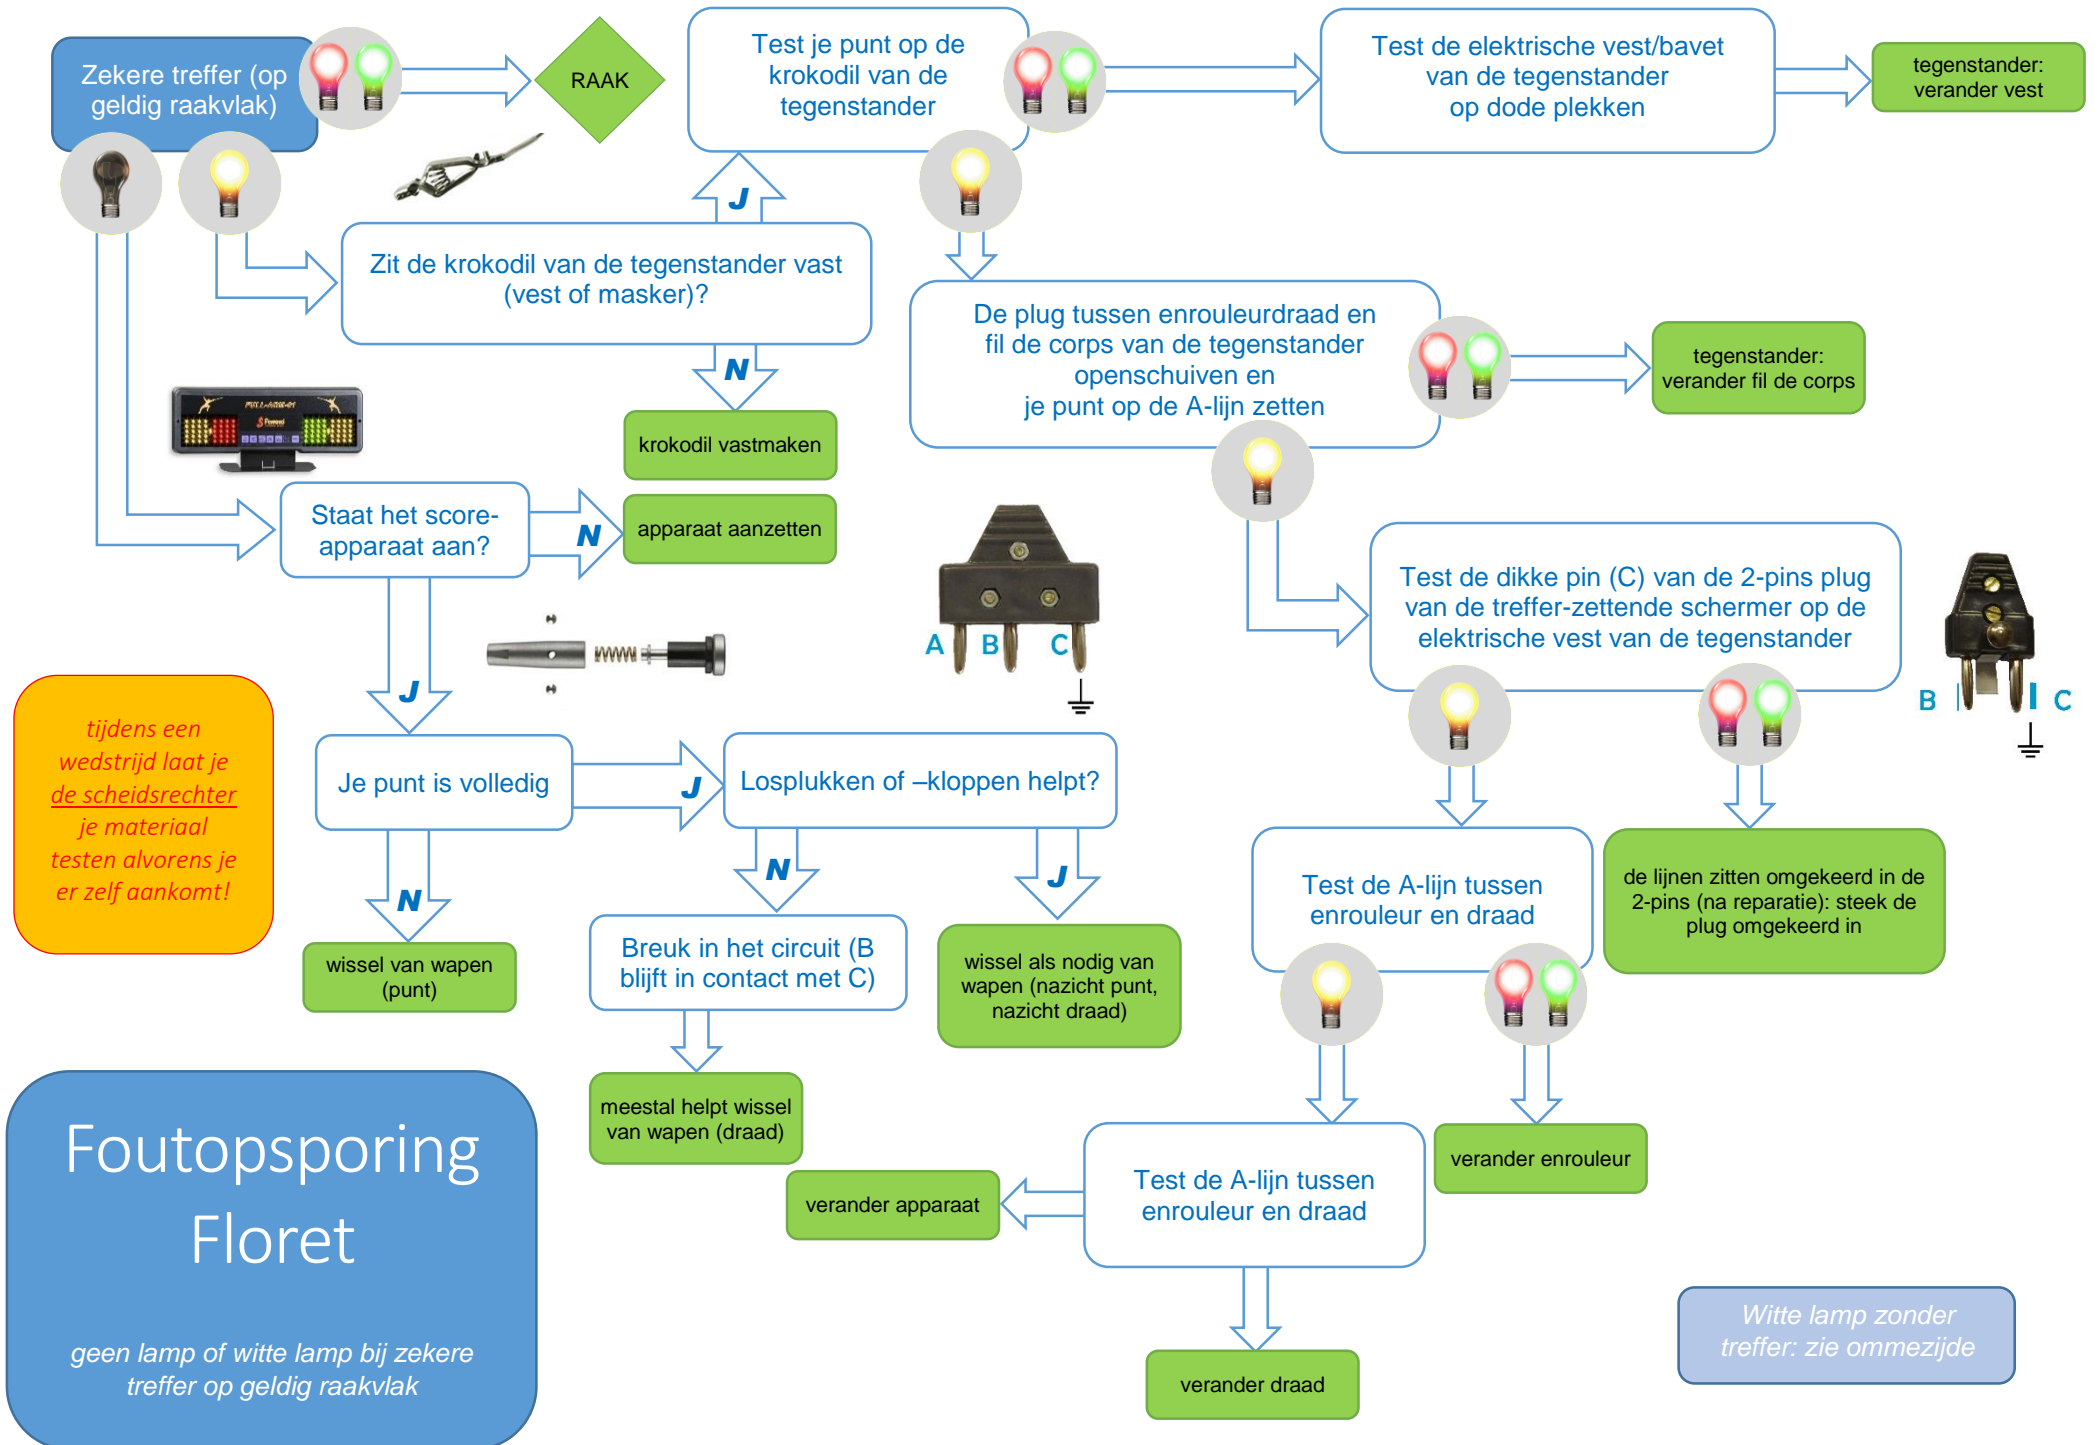 Zekere treffer (op
geldig raakvlak)
RAAK
Test je punt op de
krokodil van de
tegenstander
Test de elektrische vest/bavet
van de tegenstander
op dode plekken
tegenstander:
verander vest
J
Zit de krokodil van de tegenstander vast
(vest of masker)?
N
krokodil vastmaken
De plug tussen enrouleurdraad en
fil de corps van de tegenstander
openschuiven en
je punt op de A-lijn zetten
tegenstander:
verander fil de corps
Staat het score-
apparaat aan?
N
apparaat aanzetten
J
A B C
Test de dikke pin (C) van de 2-pins plug
van de treffer-zettende schermer op de
elektrische vest van de tegenstander
B C
tijdens een
wedstrijd laat je
de scheidsrechter
je materiaal
testen alvorens je
er zelf aankomt!
Je punt is volledig
J
Losplukken of –kloppen helpt?
N
N
J
wissel van wapen
(punt)
Breuk in het circuit (B
blijft in contact met C)
wissel als nodig van
wapen (nazicht punt,
nazicht draad)
Test de A-lijn tussen
enrouleur en draad
de lijnen zitten omgekeerd in de
2-pins (na reparatie): steek de
plug omgekeerd in
meestal helpt wissel
van wapen (draad)
verander apparaat
Test de A-lijn tussen
enrouleur en draad
verander enrouleur
verander draad
Foutopsporing
Floret
geen lamp of witte lamp bij zekere
treffer op geldig raakvlak
Witte lamp zonder
treffer: zie ommezijde